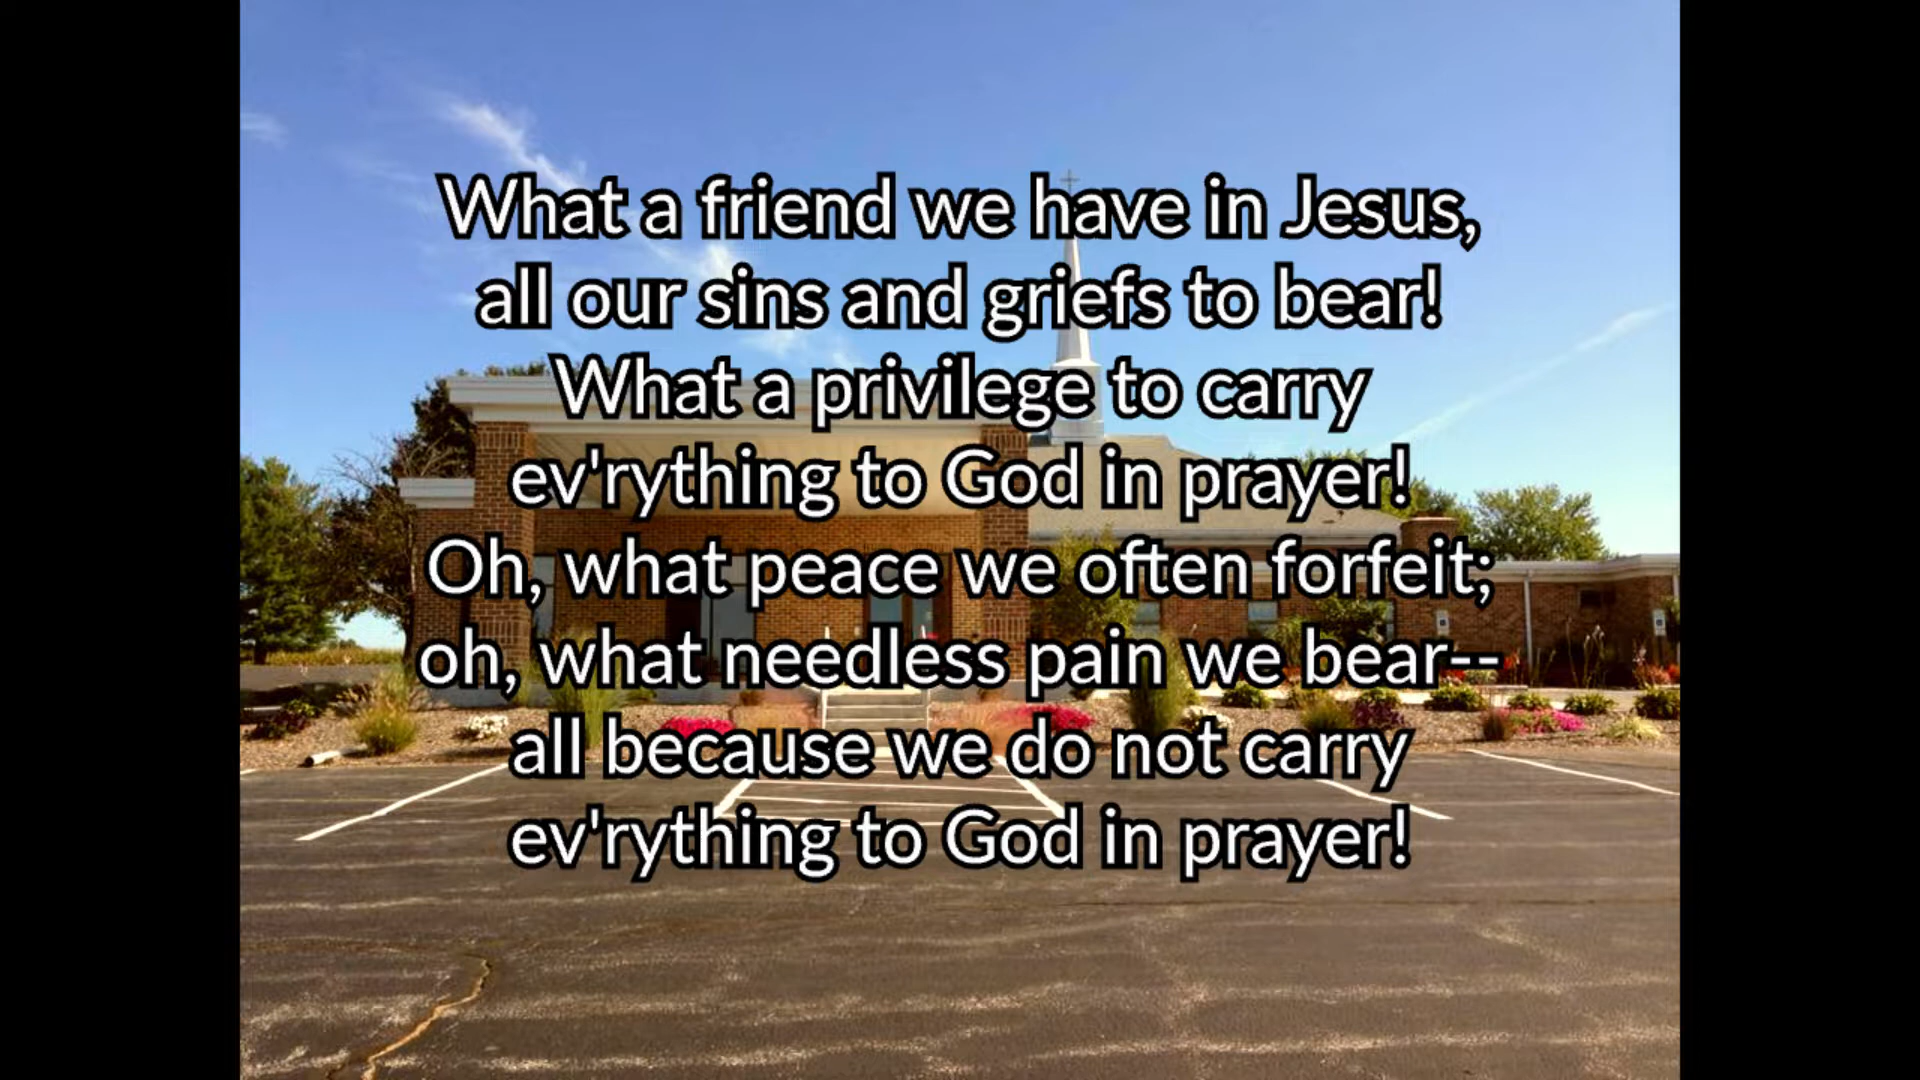 What a friend we have in Jesus,
all our sins and griefs to bear!
What a privilege to carry
ev'rything to God in prayer!
Oh, what peace we often forfeit;
oh, what needless pain we bear--
all because we do not carry
ev'rything to God in prayer!